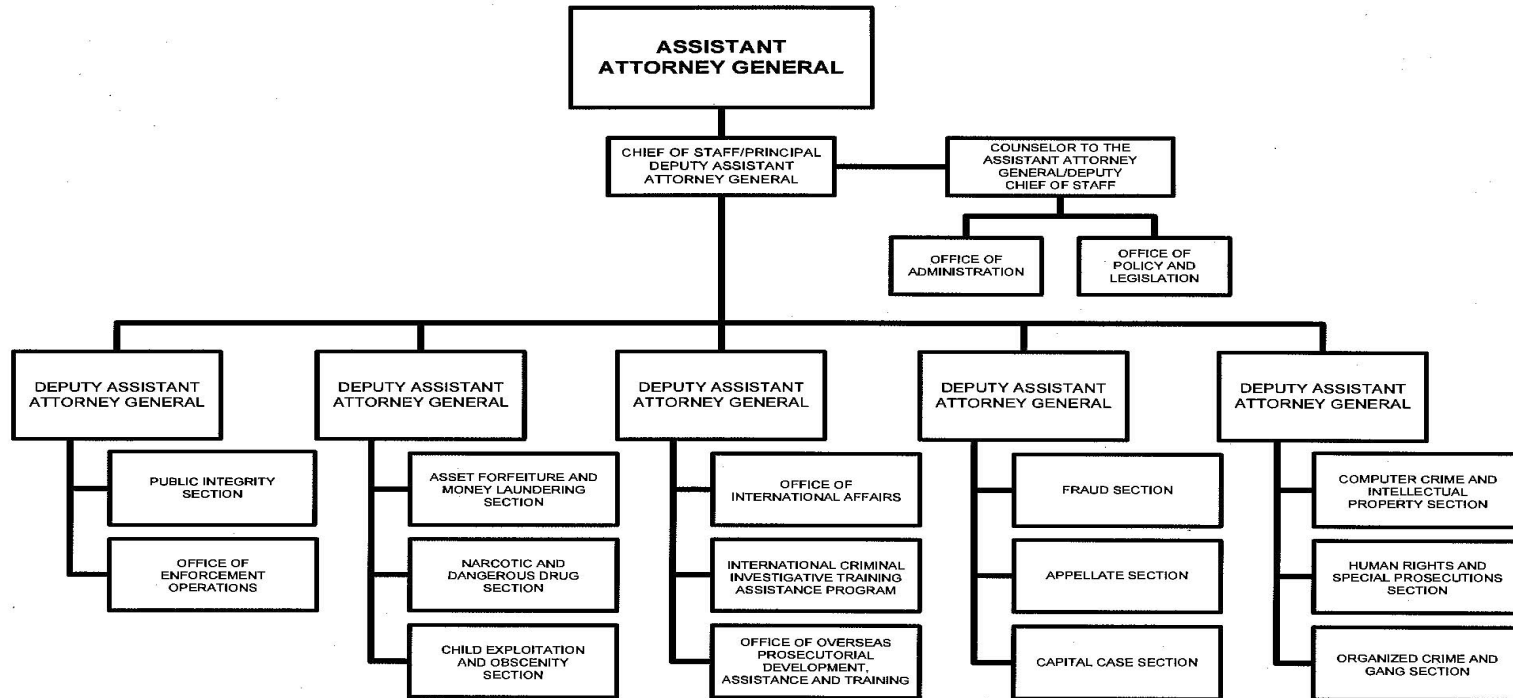 ASSISTANT
ATTORNEY GENERAL
CHIEF OF STAFF/PRINCIPAL
DEPUTY ASSISTANT
ATTORNEY GENERAL
COUNSELOR TO THE
ASSISTANT ATTORNEY
GENERAL/DEPUTY
CHIEF OF STAFF
OFFICE OF
ADMINISTRATION
OFFICE OF
POLICY AND
LEGISLATION
DEPUTY ASSISTANT
ATTORNEY GENERAL
DEPUTY ASSISTANT
ATTORNEY GENERAL
DEPUTY ASSISTANT
ATTORNEY GENERAL
DEPUTY ASSISTANT
ATTORNEY GENERAL
DEPUTY ASSISTANT
ATTORNEY GENERAL
PUBLIC INTEGRITY
SECTION
OFFICE OF
ENFORCEMENT
OPERATIONS
ASSET FORFEITURE AND
MONEY LAUNDERING
SECTION
NARCOTIC AND
DANGEROUS DRUG
SECTION
CHILD EXPLOITATION
AND OBSCENITY
SECTION
OFFICE OF
INTERNATIONAL AFFAIRS
INTERNATIONAL CRIMINAL
INVESTIGATIVE TRAINING
ASSISTANCE PROGRAM
OFFICE OF OVERSEAS
PROSECUTORIAL
DEVELOPMENT,
ASSISTANCE AND TRAINING
FRAUD SECTION
APPELLATE SECTION
CAPITAL CASE SECTION
COMPUTER CRIME AND
INTELLECTUAL
PROPERTY SECTION
HUMAN RIGHTS AND
SPECIAL PROSECUTIONS
SECTION
ORGANIZED CRIME AND
GANG SECTION